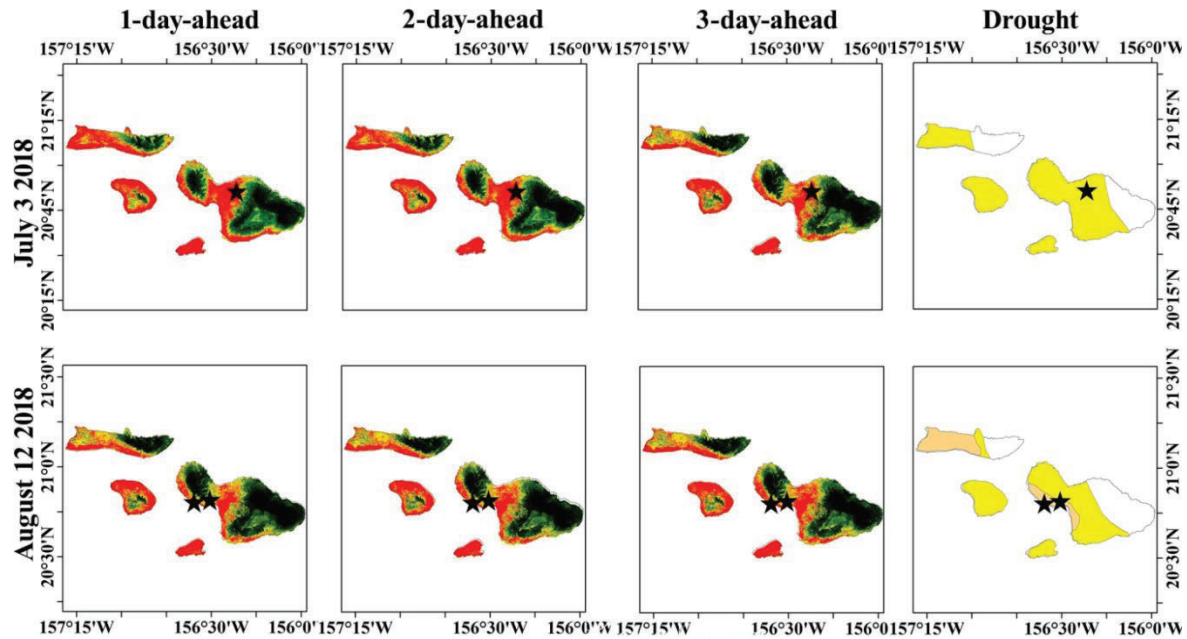 1-day-ahead 2-day-ahead 3-day-ahead Drought
157°15'W 156°30'W 156°0'W 157°15'W 156°30'W 156°0'W 157°15'W 156°30'W 156°0'W 157°15'W 156°30'W 156°0'W
July 3 2018
21°15'N
20°45'N
20°15'N
21°15'N
20°45'N
20°15'N
August 12 2018
21°30'N
21°0'N
20°30'N
21°30'N
21°0'N
20°30'N
157°15'W 156°30'W 156°0'W 157°15'W 156°30'W 156°0'W 157°15'W 156°30'W 156°0'W 157°15'W 156°30'W 156°0'W